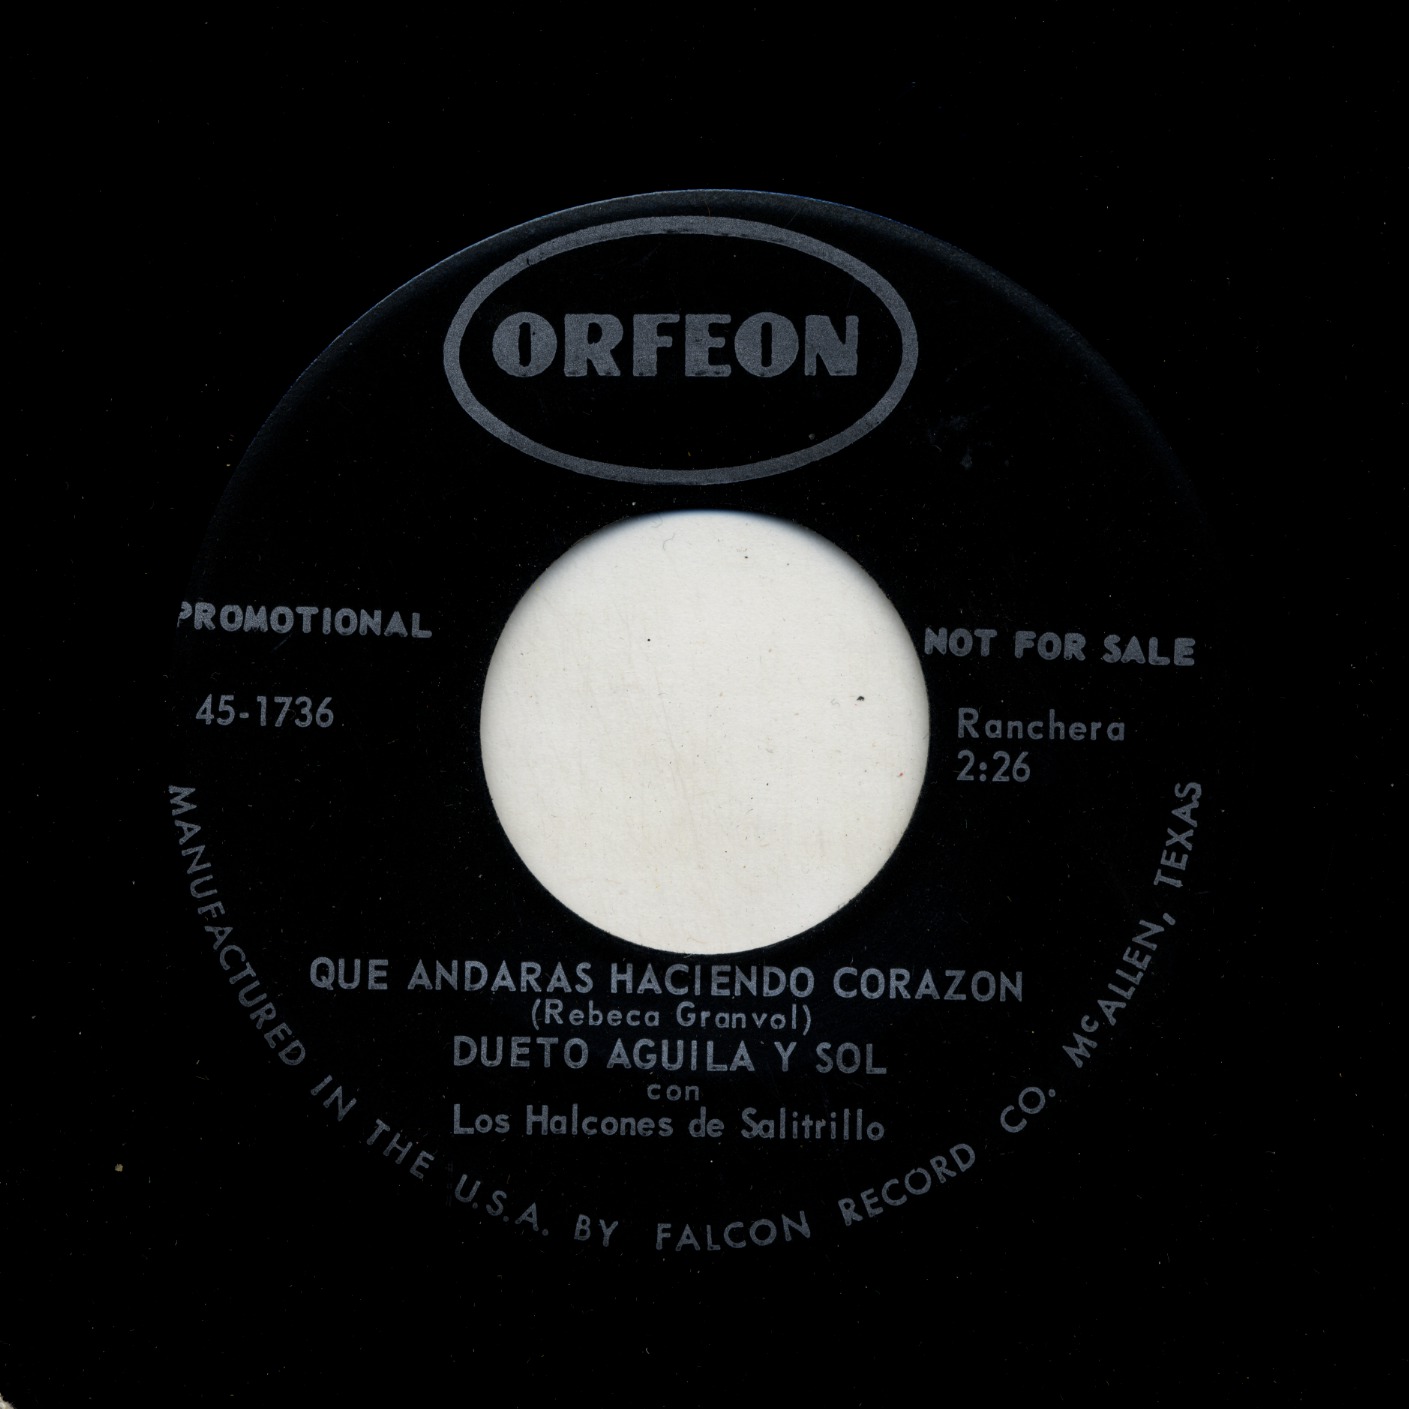 ORFEON
PROMOTIONAL
NOT FOR SALE
45-1736
Ranchera
2:26
QUE ANDARAS HACIENDO CORAZON
(Rebeca Granvol)
DUETO AGUILA Y SOL
con
Los Halcones de Salitrillo
MANUFACTURED IN THE U.S.A. BY FALCON RECORD CO. McALLEN, TEXAS